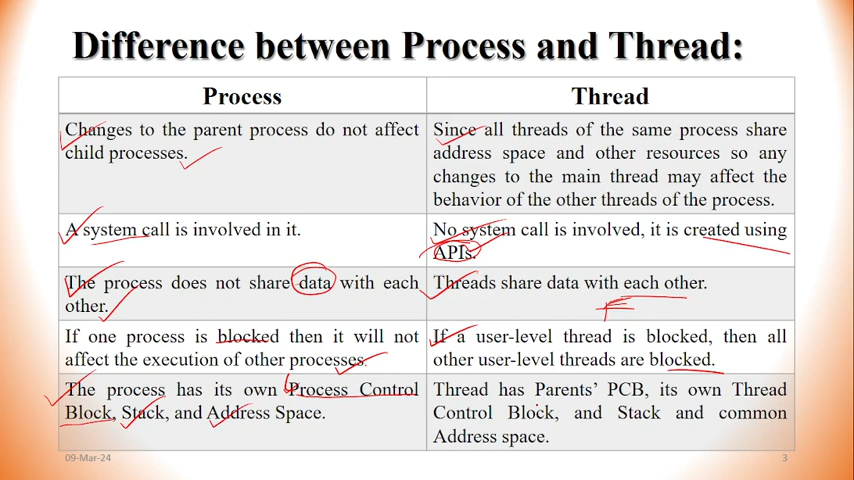 Difference between Process and Thread:
Process
Thread
Changes to the parent process do not affect
child processes.
Since all threads of the same process share
address space and other resources so any
changes to the main thread may affect the
behavior of the other threads of the process.
A system call is involved in it.
No system call is involved, it is created using
APIs.
The process does not share data with each
other.
Threads share data with each other.
If one process is blocked then it will not
affect the execution of other processes.
If a user-level thread is blocked, then all
other user-level threads are blocked.
The process has its own Process Control
Block, Stack, and Address Space.
Thread has Parents’ PCB, its own Thread
Control Block, and Stack and common
Address space.
09-Mar-24
3